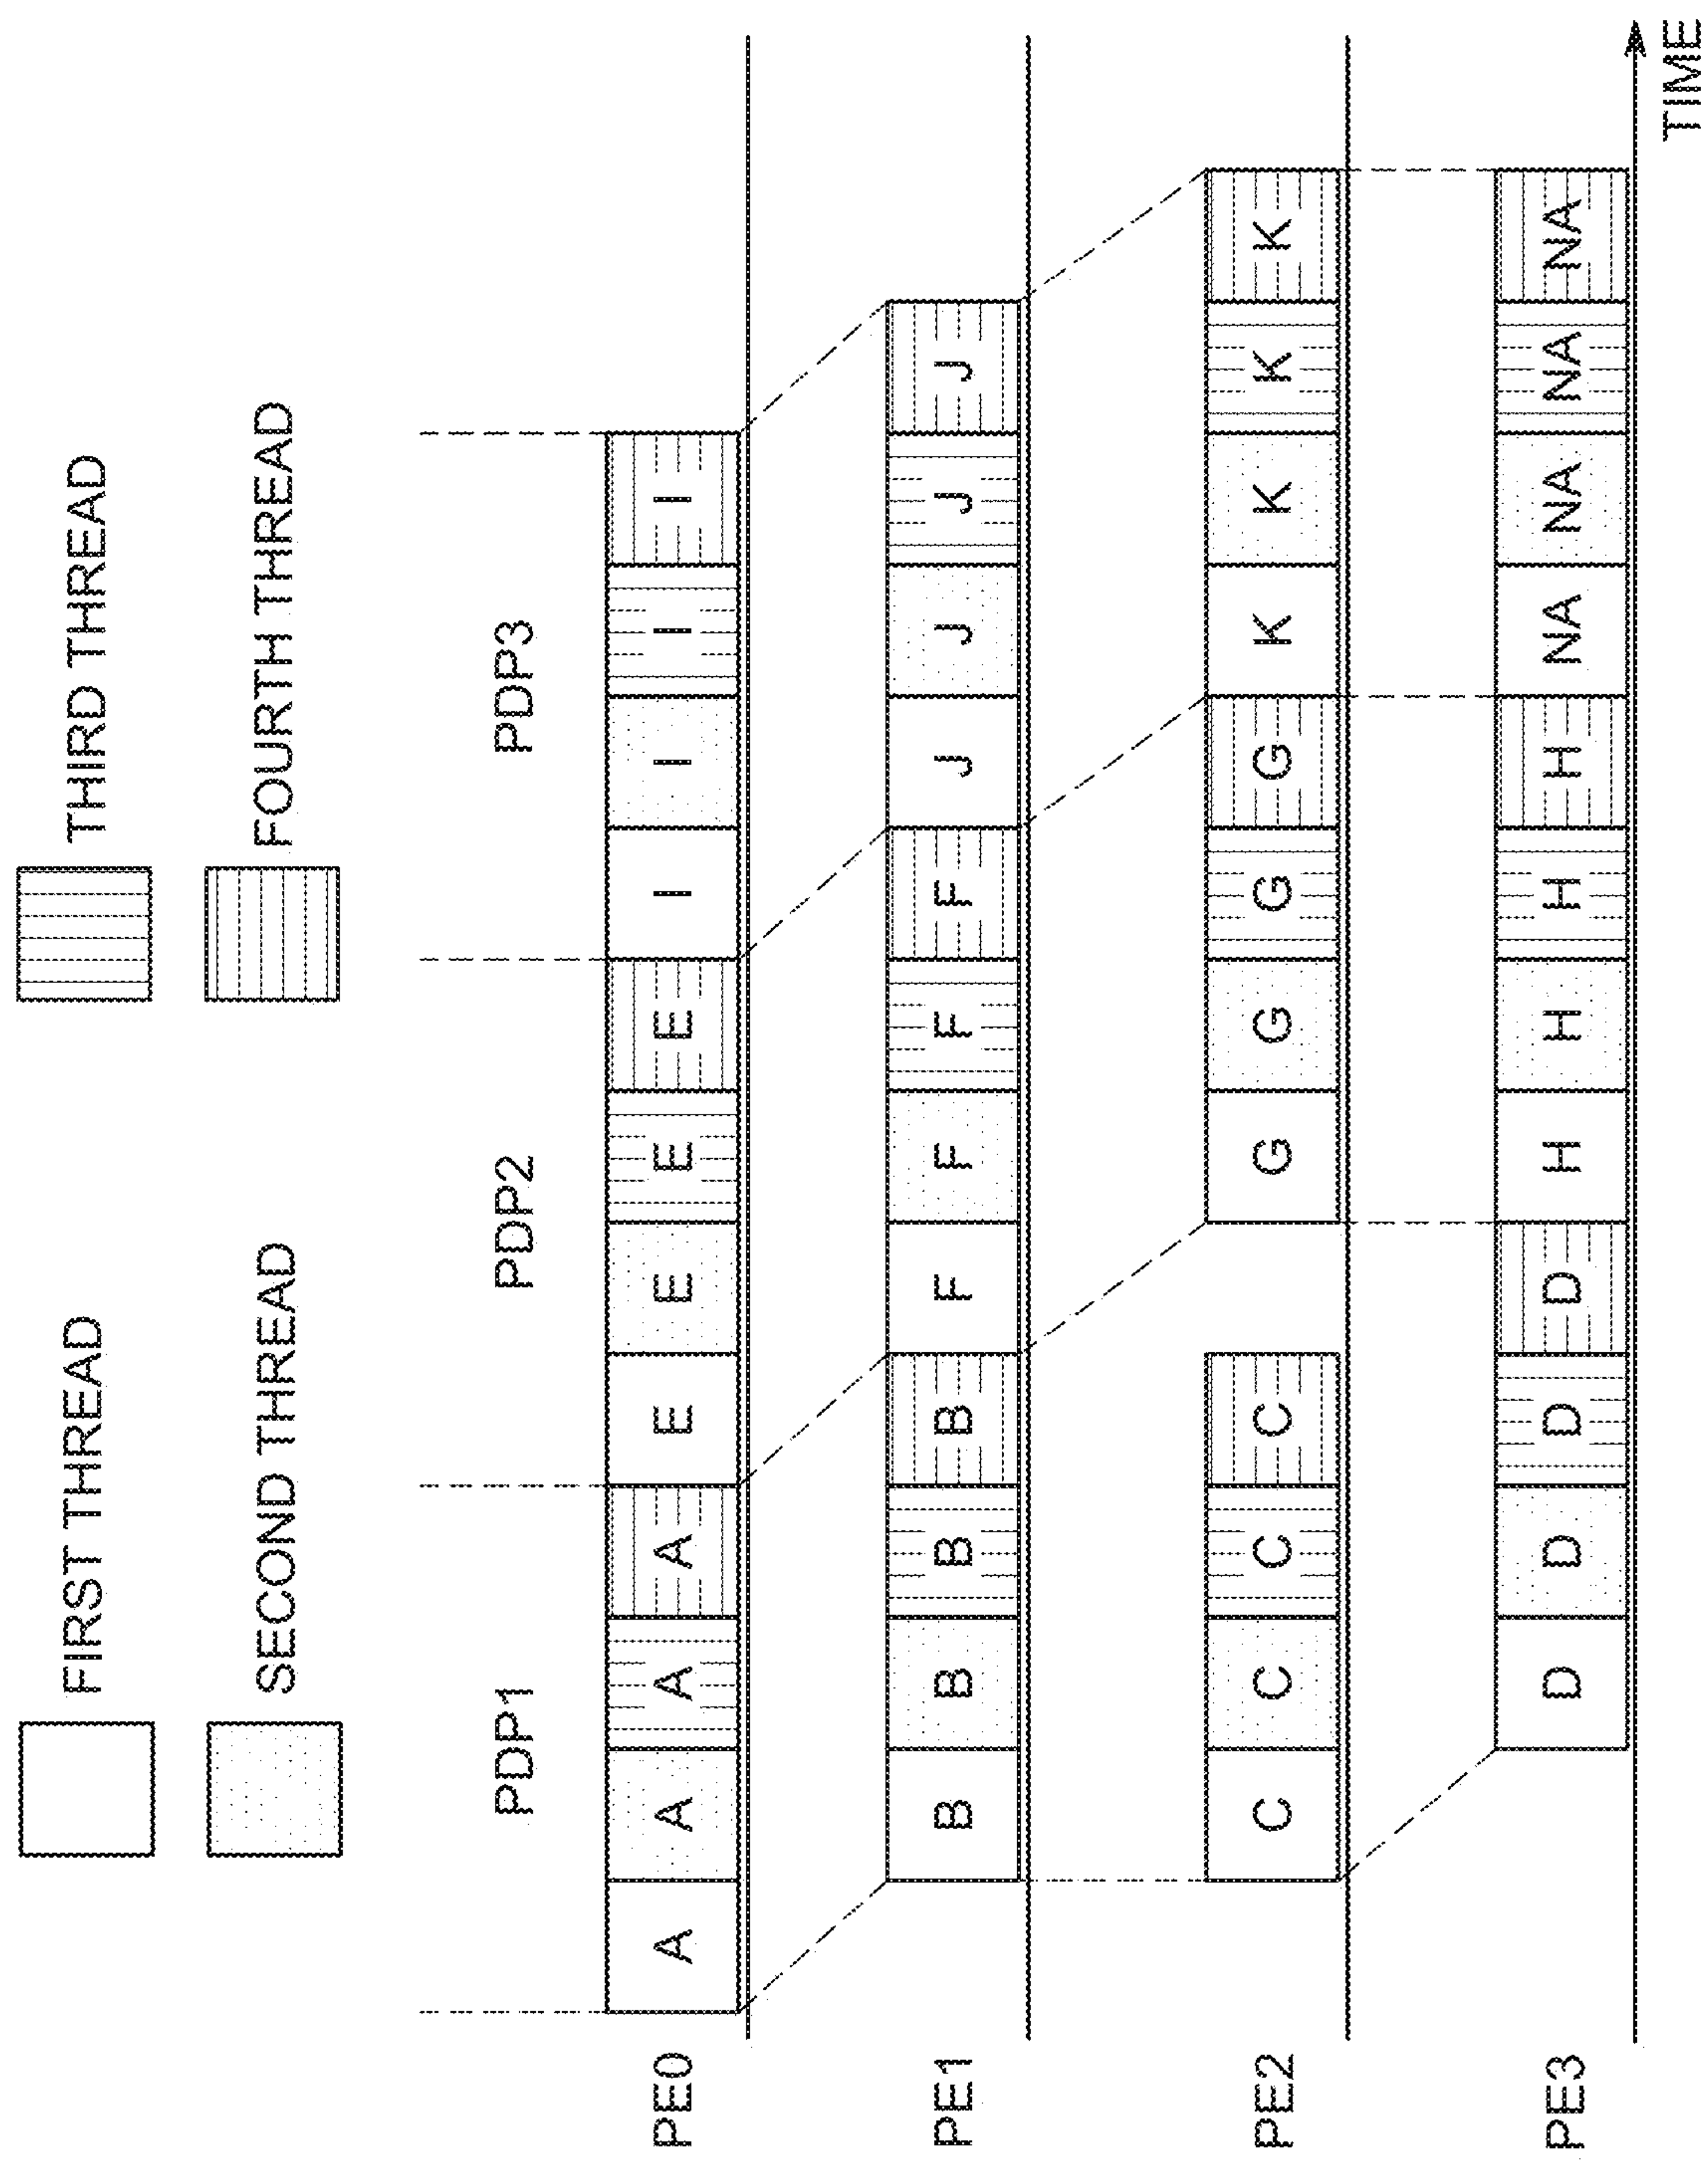 FIRST THREAD THIRD THREAD
SECOND THREAD FOURTH THREAD
PDP1 PDP2 PDP3
PE0 A A A A E E E E I I I I
PE1 B B B B F F F F J J J J
PE2 C C C C G G G G K K K K
PE3 D D D D H H H H NA NA NA NA
TIME